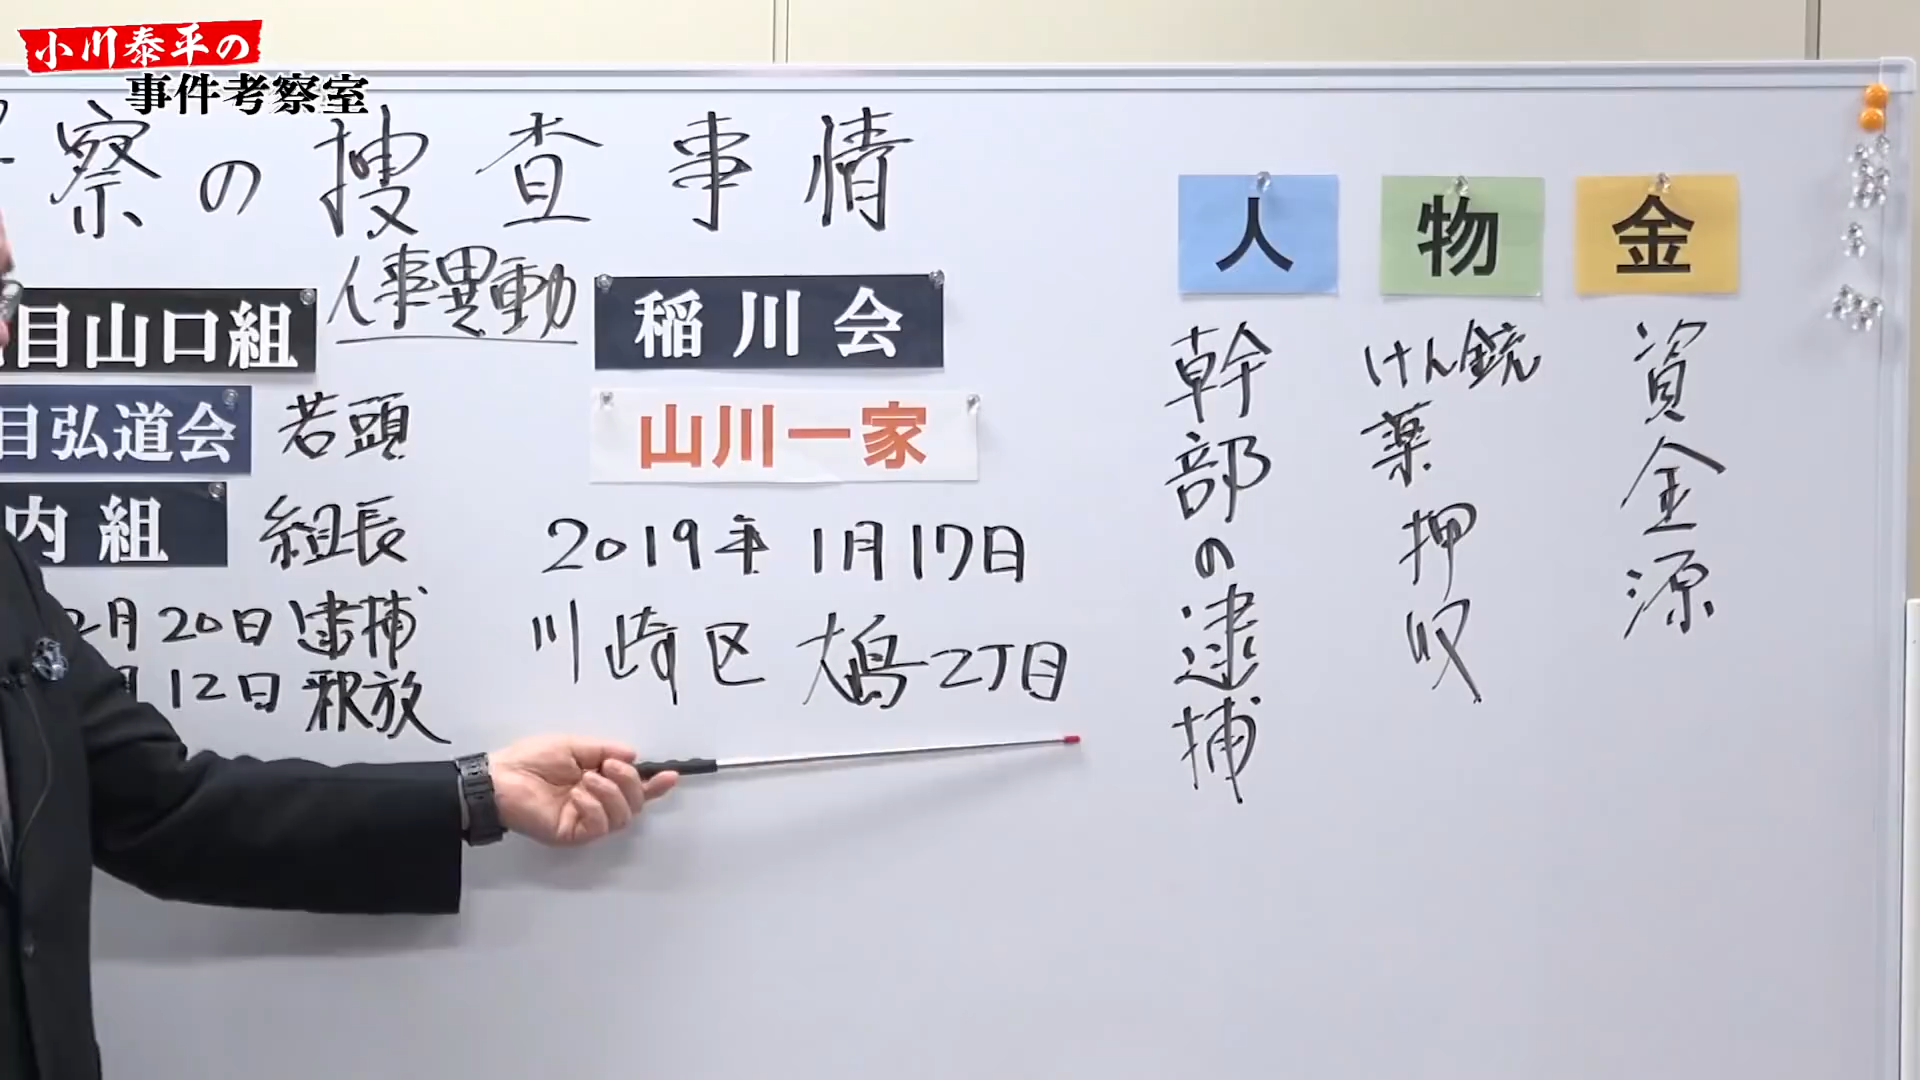 小川泰平の
事件考察室
察の捜査事情
人事異動
目山口組
目弘道会 若頭
内組 組長
2月20日逮捕
月12日釈放
稲川会
山川一家
2019年1月17日
川崎区大島2丁目
人
幹部の逮捕
物
けん銃
薬
押収
金
資金源